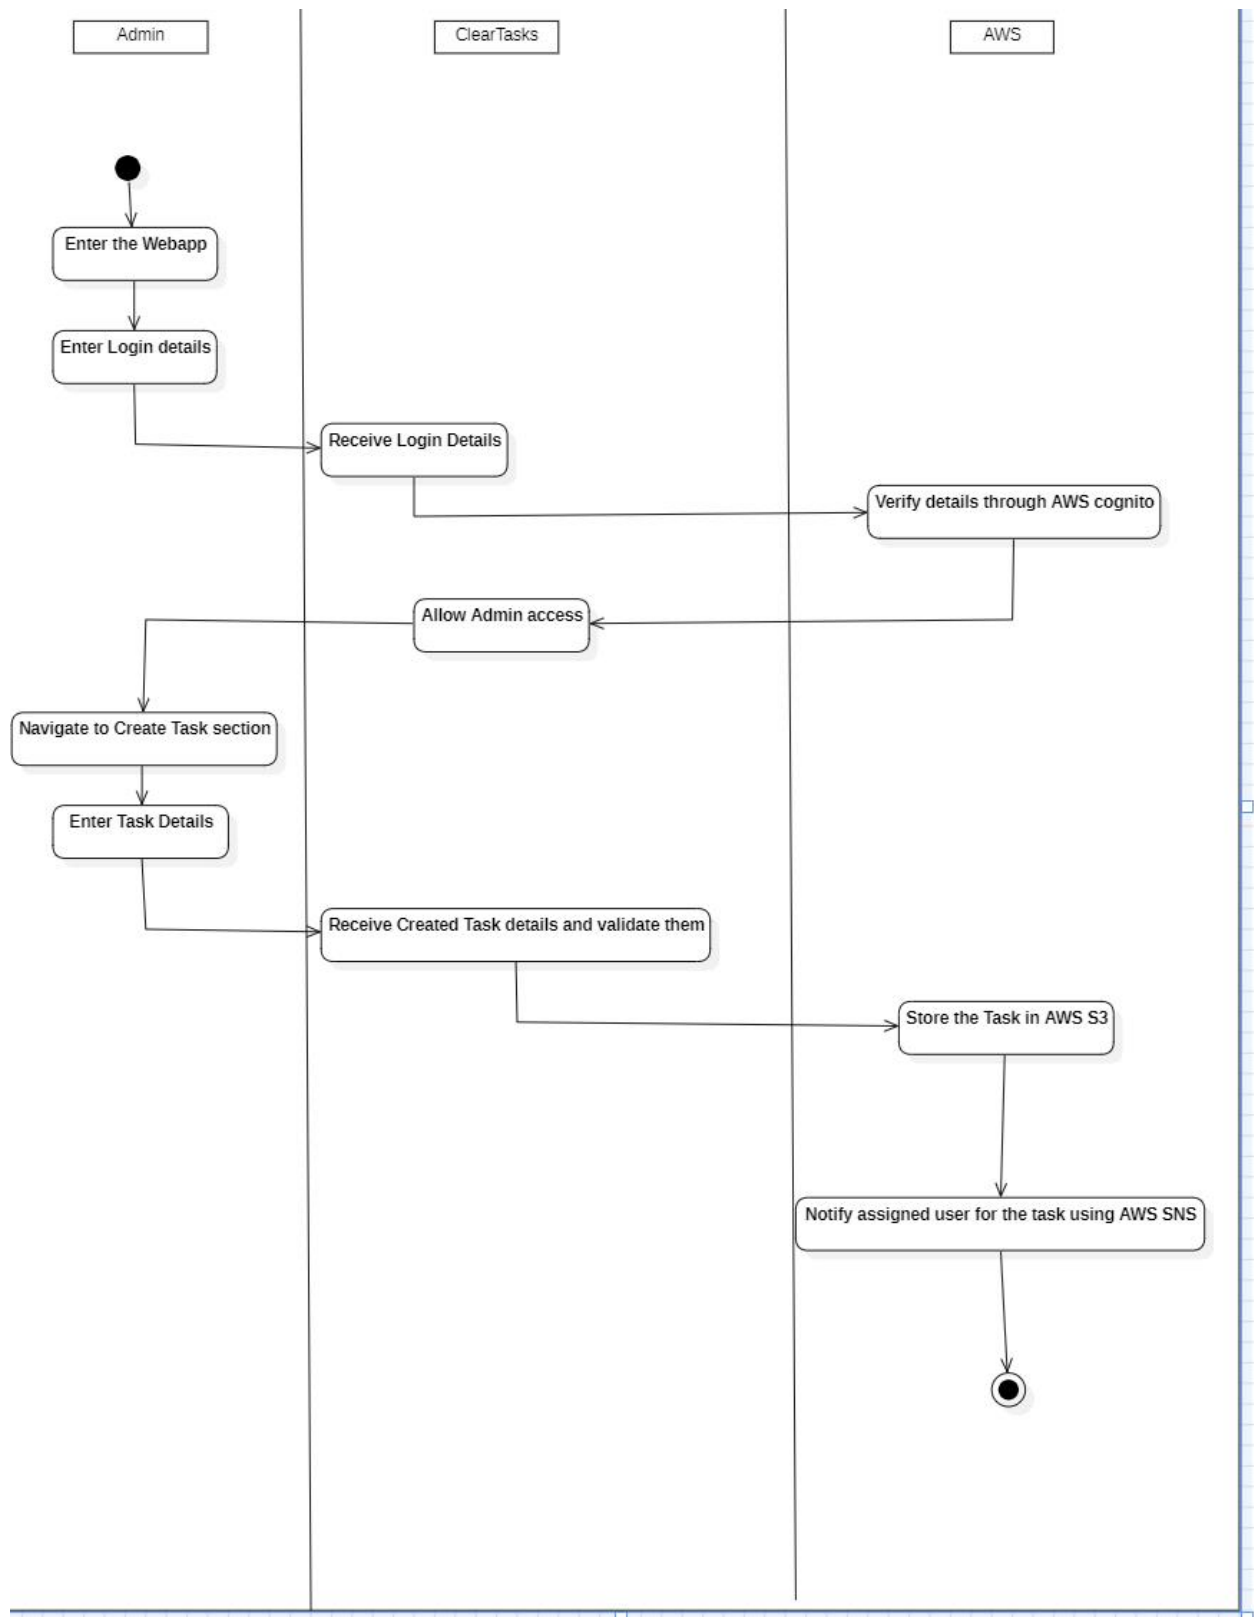 Admin
ClearTasks
AWS
Enter the Webapp
Enter Login details
Receive Login Details
Verify details through AWS cognito
Allow Admin access
Navigate to Create Task section
Enter Task Details
Receive Created Task details and validate them
Store the Task in AWS S3
Notify assigned user for the task using AWS SNS